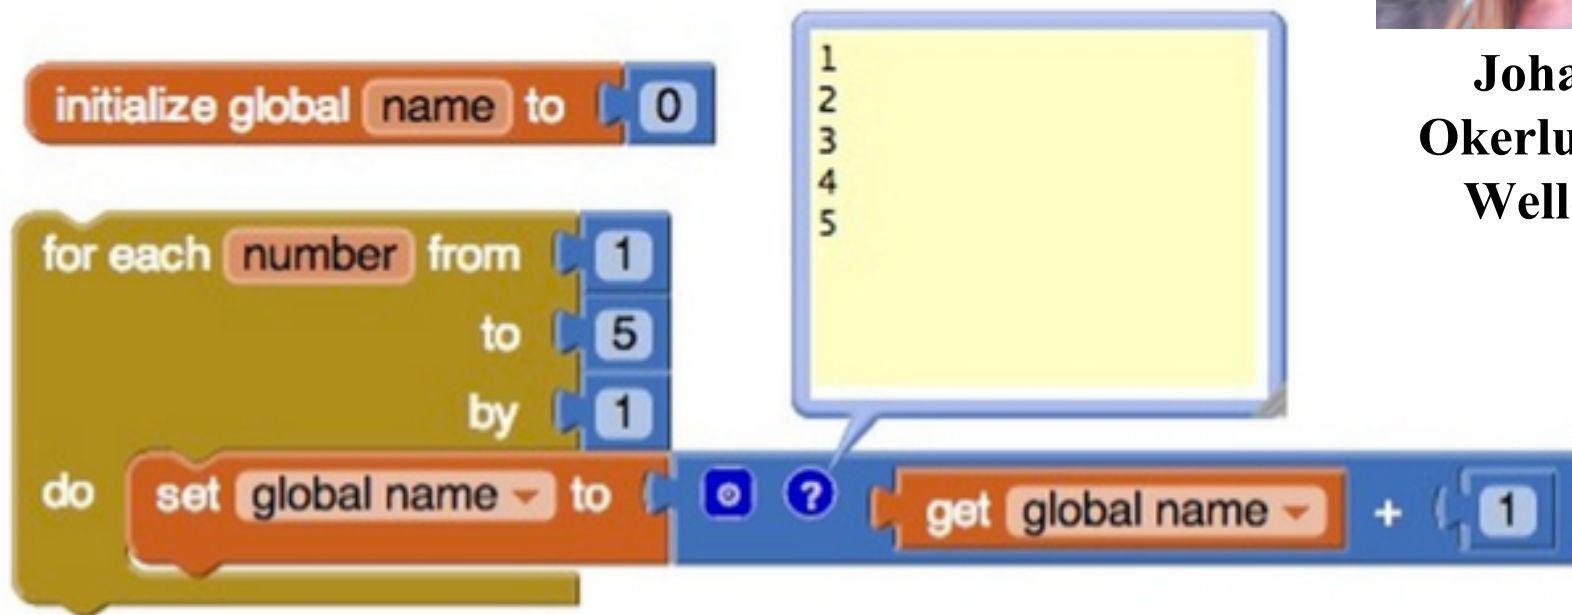 initialize global name to 0
for each number from 1
to 5
by 1
do set global name to ? get global name + 1
1
2
3
4
5
Joha
Okerlu
Well